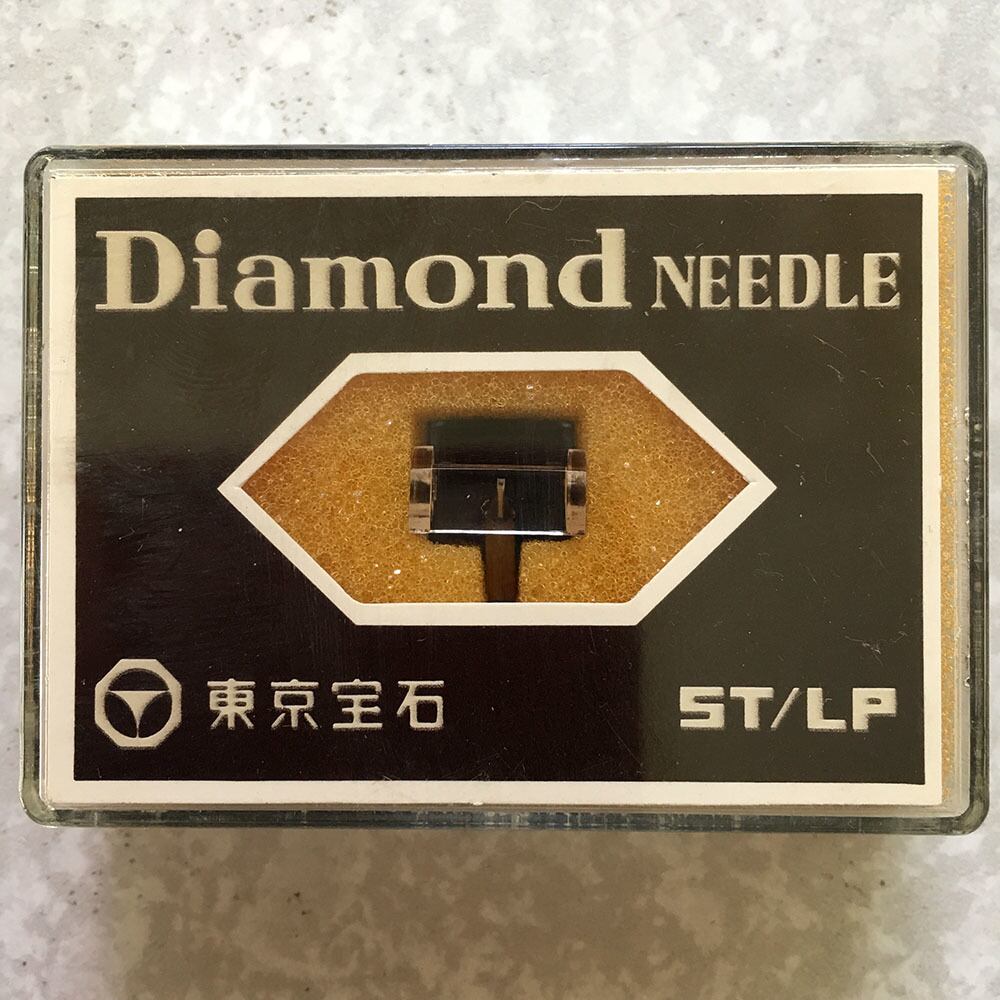 Diamond NEEDLE
東京宝石 ST/LP